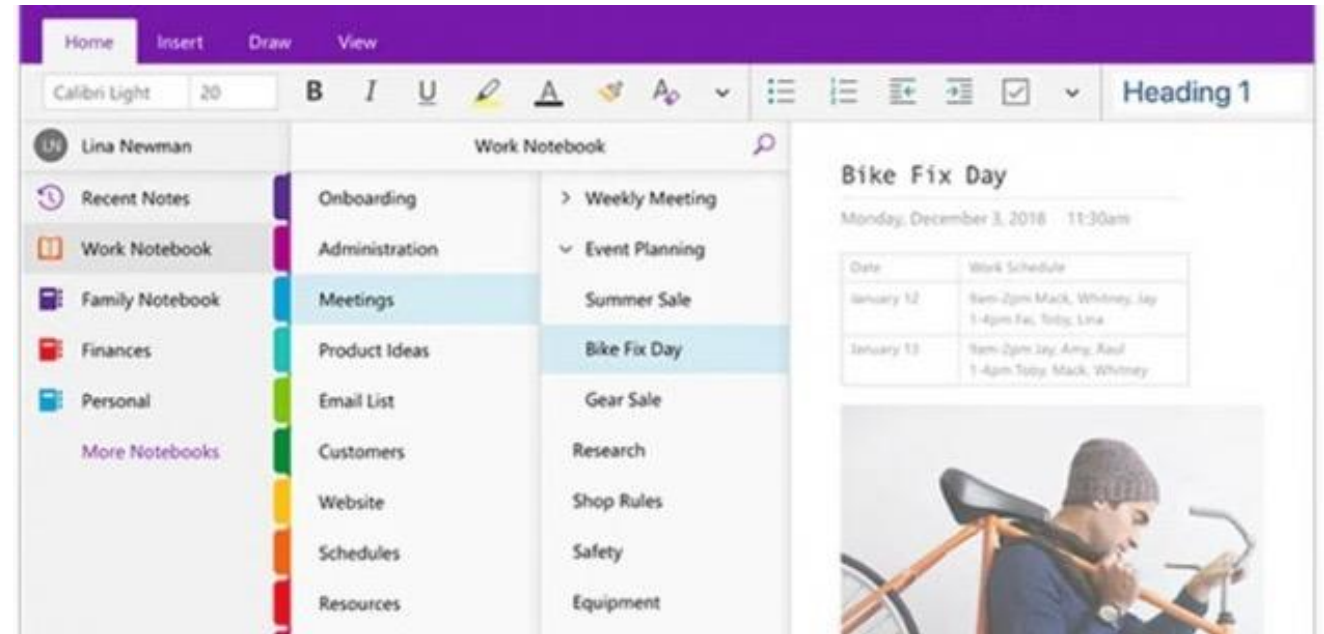 Home Insert Draw View
Calibri Light 20 B I U A A Heading 1
LN Lina Newman
Recent Notes
Work Notebook
Family Notebook
Finances
Personal
More Notebooks
Work Notebook
Onboarding
Administration
Meetings
Product Ideas
Email List
Customers
Website
Schedules
Resources
Weekly Meeting
Event Planning
Summer Sale
Bike Fix Day
Gear Sale
Research
Shop Rules
Safety
Equipment
Bike Fix Day
Monday, December 3, 2018 11:30am
Date Work Schedule
January 12 9am-2pm Mack, Whitney, Jay
1-4pm Fai, Toby, Lina
January 13 9am-2pm Jay, Amy, Raul
1-4pm Toby, Mack, Whitney